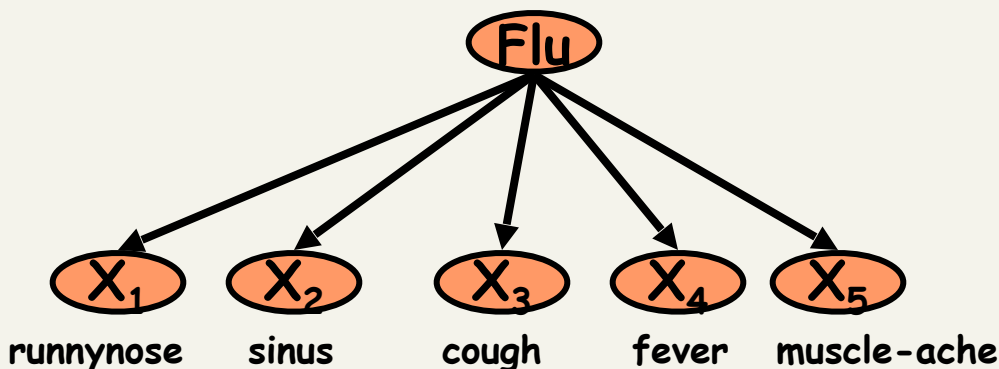 Flu
X₁ X₂ X₃ X₄ X₅
runnynose sinus cough fever muscle-ache